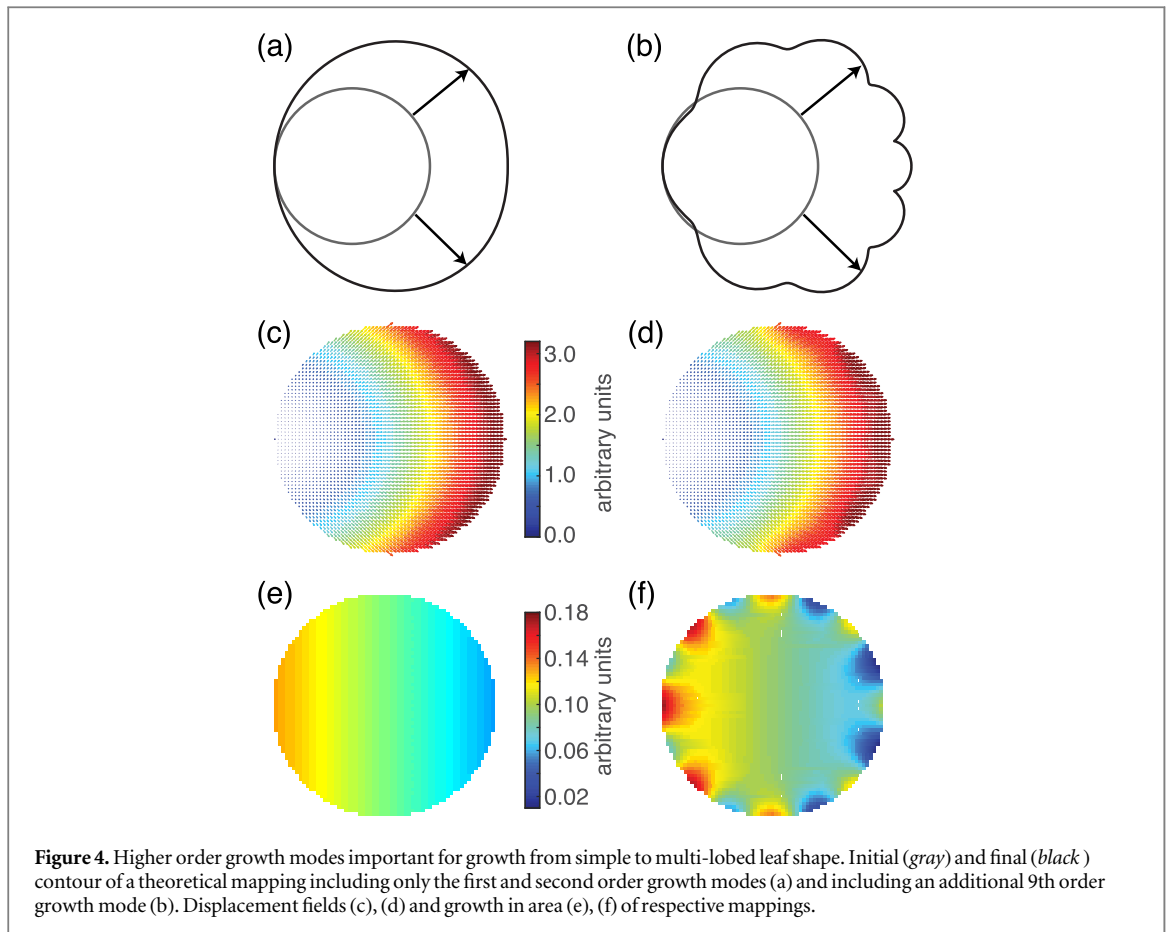 (a)
(b)
(c)
3.0
2.0
1.0
0.0
arbitrary units
(d)
(e)
0.18
0.14
0.10
0.06
0.02
arbitrary units
(f)
Figure 4. Higher order growth modes important for growth from simple to multi-lobed leaf shape. Initial (gray) and final (black )
contour of a theoretical mapping including only the first and second order growth modes (a) and including an additional 9th order
growth mode (b). Displacement fields (c), (d) and growth in area (e), (f) of respective mappings.